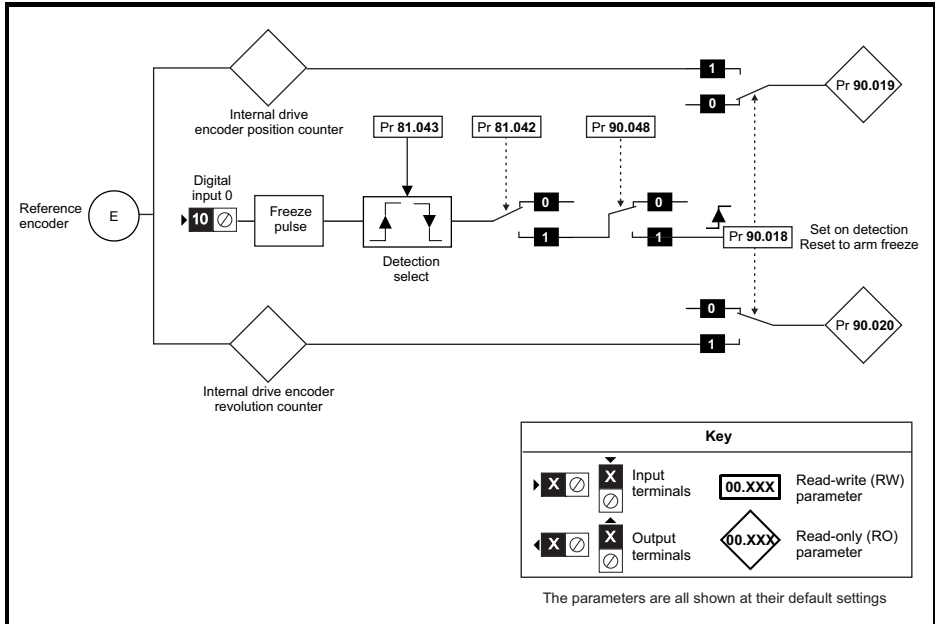 1
0
Pr 90.019
Internal drive
encoder position counter
Pr 81.043
Pr 81.042
Pr 90.048
Digital
input 0
Reference
encoder
E
10
Freeze
pulse
0
1
0
1
Pr 90.018
Set on detection
Reset to arm freeze
Detection
select
0
1
Pr 90.020
Internal drive encoder
revolution counter
Key
X
X
Input
terminals
00.XXX
Read-write (RW)
parameter
X
X
Output
terminals
00.XXX
Read-only (RO)
parameter
The parameters are all shown at their default settings